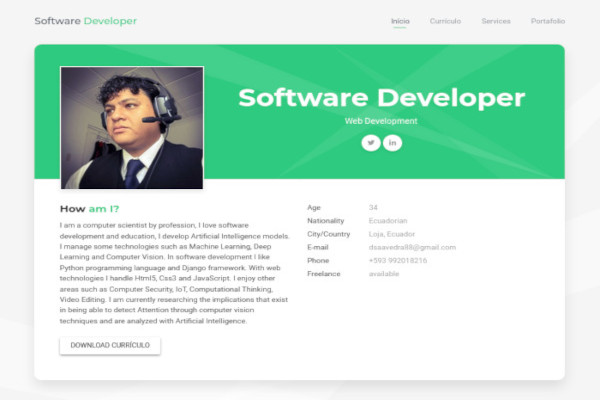 Software Developer
Inicio
Currículo
Services
Portafolio
Software Developer
Web Development
in
How am I?
I am a computer scientist by profession, I love software
development and education, I develop Artificial Intelligence models.
I manage some technologies such as Machine Learning, Deep
Learning and Computer Vision. In software development I like
Python programming language and Django framework. With web
technologies I handle Html5, Css3 and JavaScript. I enjoy other
areas such as Computer Security, IoT, Computational Thinking,
Video Editing. I am currently researching the implications that exist
in being able to detect Attention through computer vision
techniques and are analyzed with Artificial Intelligence.
DOWNLOAD CURRÍCULO
Age 34
Nationality Ecuadorian
City/Country Loja, Ecuador
E-mail dsaavedra88@gmail.com
Phone +593 992018216
Freelance available